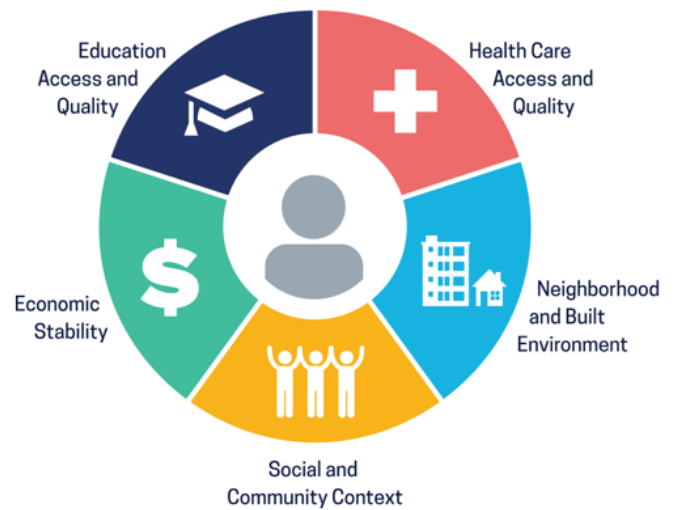 Education
Access and
Quality
Health Care
Access and
Quality
Economic
Stability
Neighborhood
and Built
Environment
Social and
Community Context